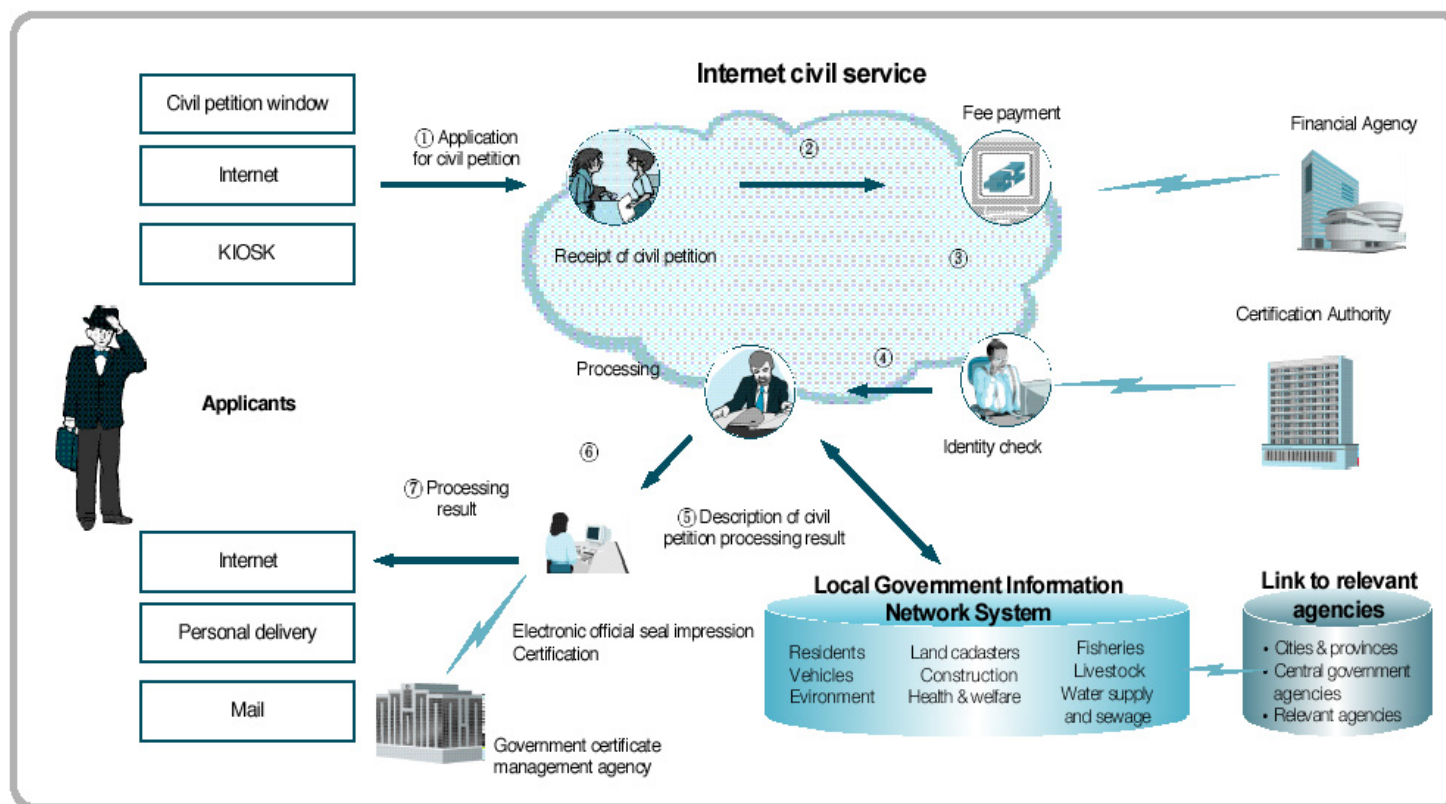 Internet civil service
Civil petition window
Internet
KIOSK
① Application
for civil petition
Receipt of civil petition
②
Fee payment
Financial Agency
③
Certification Authority
④
Identity check
Processing
Applicants
⑥
⑦ Processing
result
⑤ Description of civil
petition processing result
Internet
Personal delivery
Mail
Electronic official seal impression
Certification
Government certificate
management agency
Local Government Information
Network System
Residents
Vehicles
Evironment
Land cadasters
Construction
Health & welfare
Fisheries
Livestock
Water supply
and sewage
Link to relevant
agencies
• Cities & provinces
• Central government
agencies
• Relevant agencies